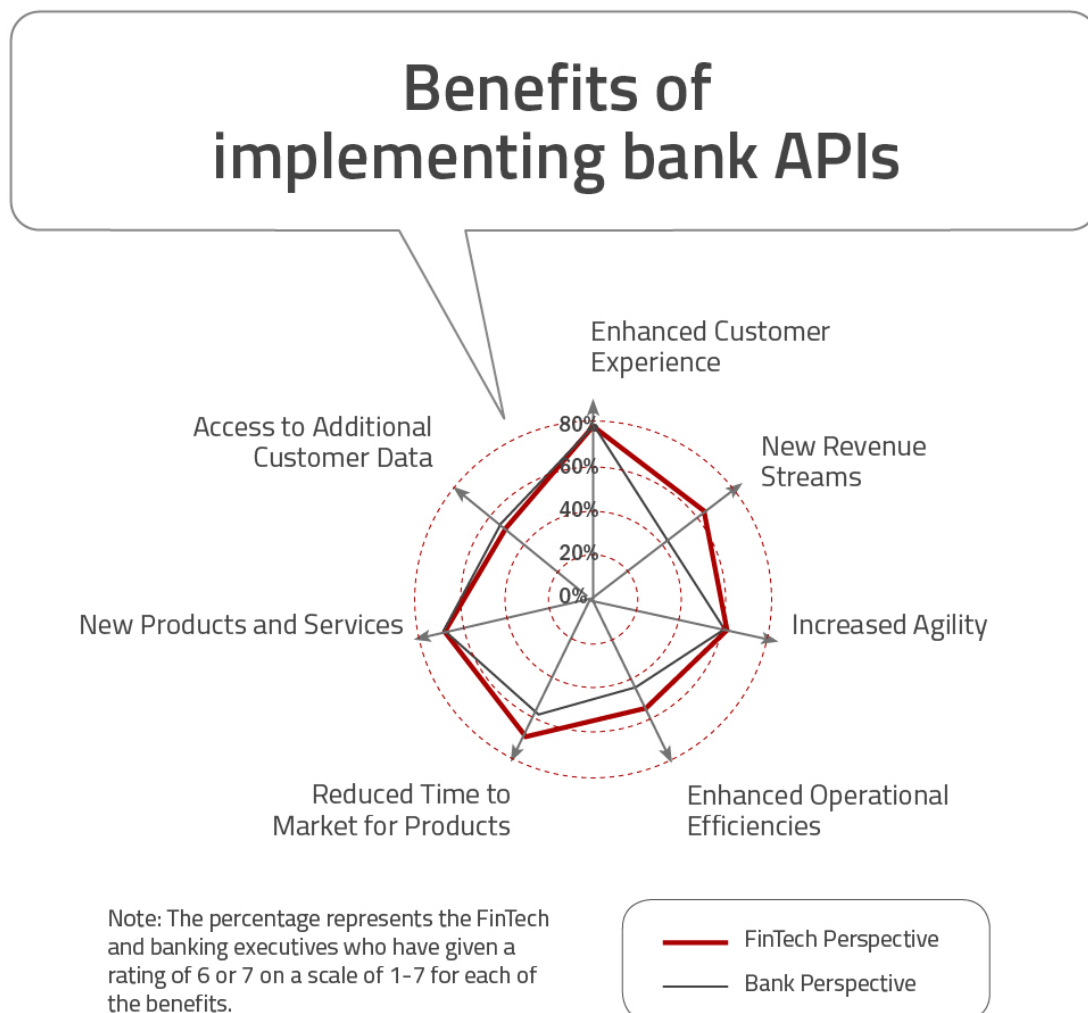 Benefits of
implementing bank APIs
Enhanced Customer
Experience
Access to Additional
Customer Data
New Revenue
Streams
80%
60%
40%
20%
0%
New Products and Services
Increased Agility
Reduced Time to
Market for Products
Enhanced Operational
Efficiencies
Note: The percentage represents the FinTech
and banking executives who have given a
rating of 6 or 7 on a scale of 1-7 for each of
the benefits.
FinTech Perspective
Bank Perspective